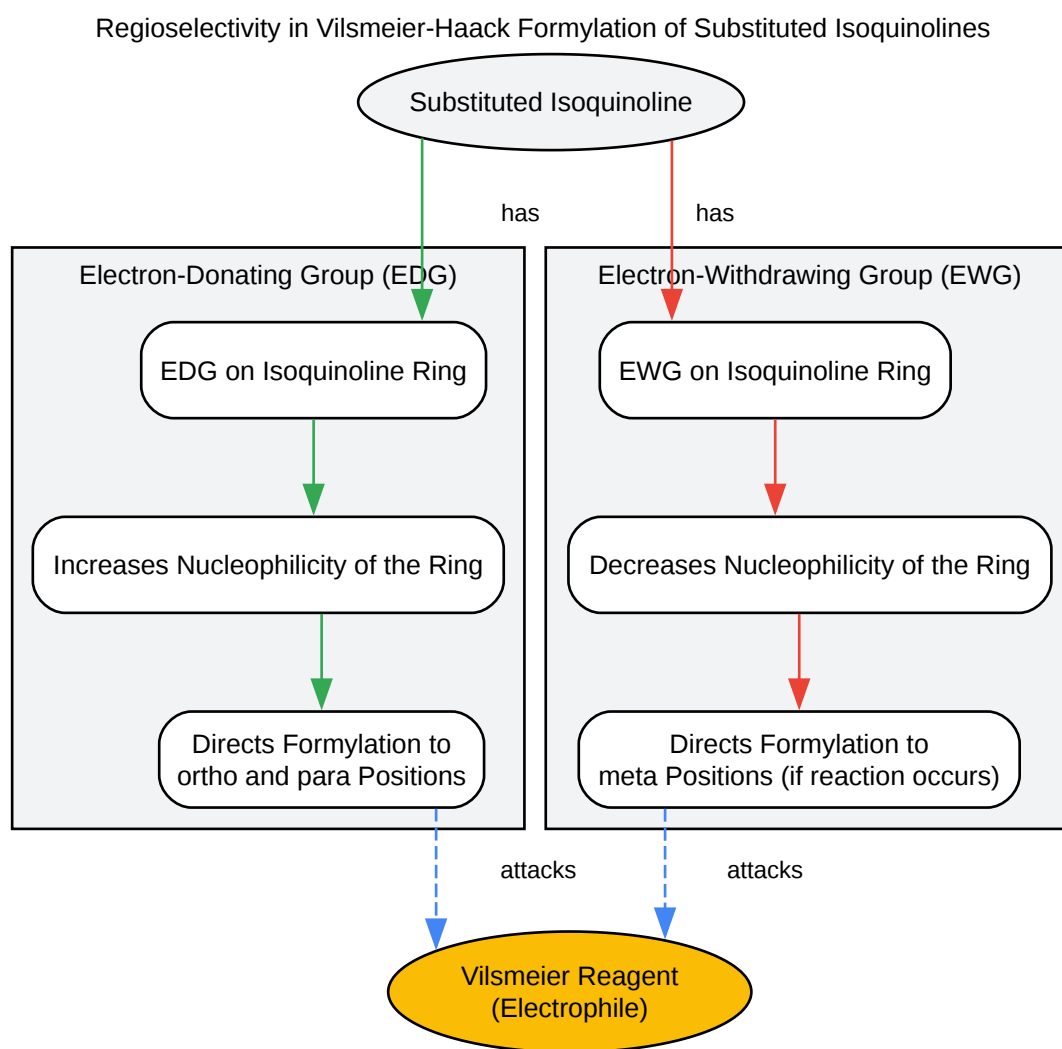 Regioselectivity in Vilsmeier-Haack Formylation of Substituted Isoquinolines
Substituted Isoquinoline
has
has
Electron-Donating Group (EDG)
EDG on Isoquinoline Ring
Increases Nucleophilicity of the Ring
Directs Formylation to
ortho and para Positions
Electron-Withdrawing Group (EWG)
EWG on Isoquinoline Ring
Decreases Nucleophilicity of the Ring
Directs Formylation to
meta Positions (if reaction occurs)
attacks
attacks
Vilsmeier Reagent
(Electrophile)